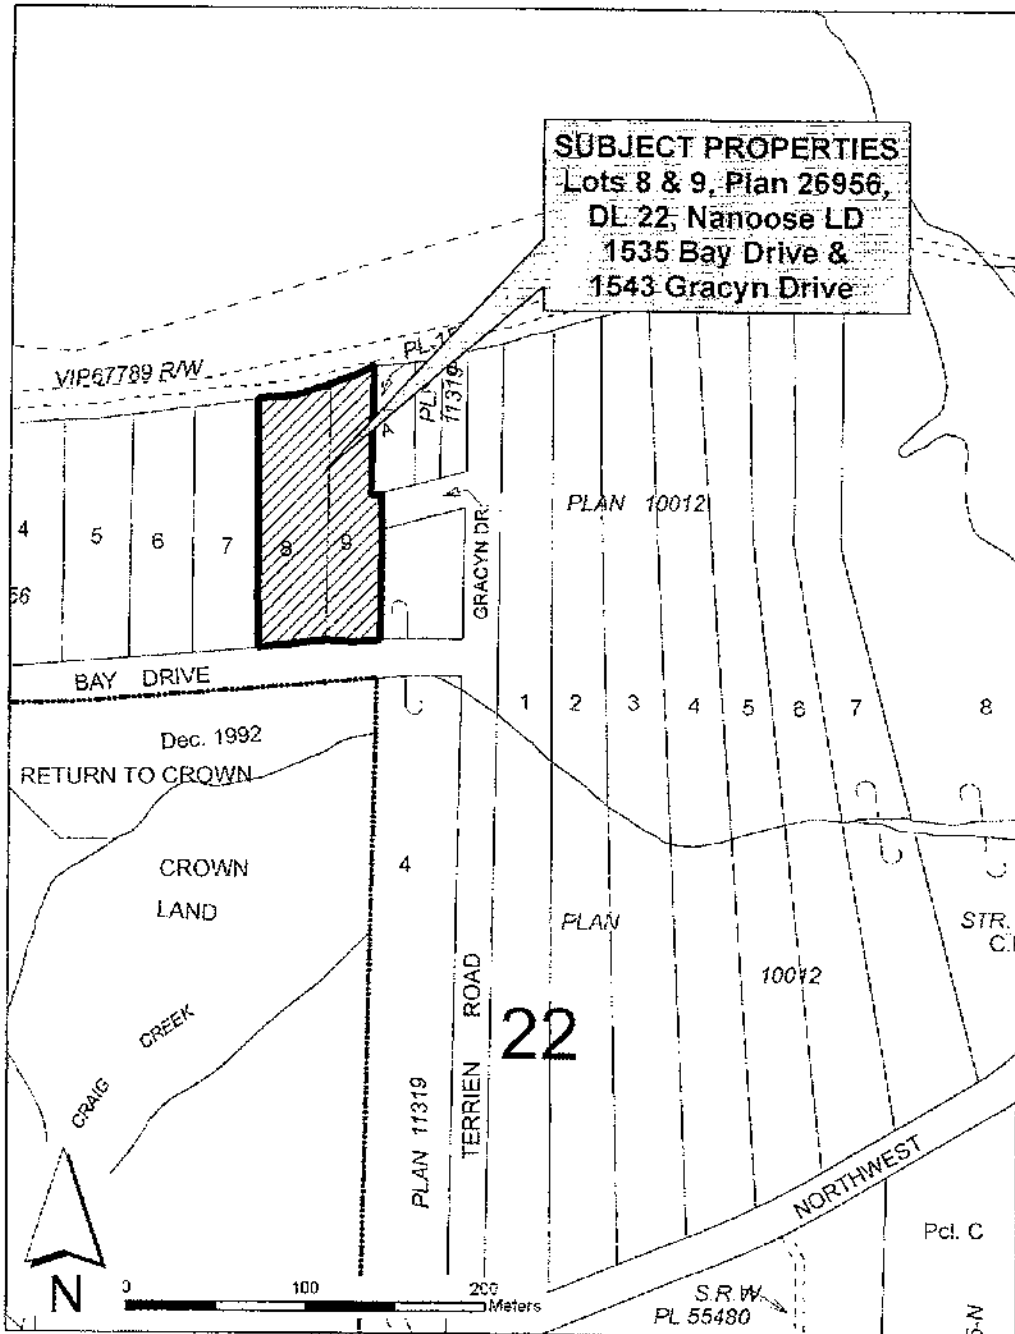 SUBJECT PROPERTIES
Lots 8 & 9, Plan 26956,
DL 22, Nanoose LD
1535 Bay Drive &
1543 Gracyn Drive
VIP67789 R/W
11319
A
PLAN 10012
4
5
6
7
8
9
GRACYN DR.
BAY DRIVE
1
2
3
4
5
6
7
8
Dec. 1992
RETURN TO CROWN
CROWN
LAND
4
PLAN
10012
STR.
CREEK
CRAIG
TERRIEN ROAD
22
PLAN 11319
NORTHWEST
Pcl. C
N
0 100 200
Meters
S.R.W.
PL 55480